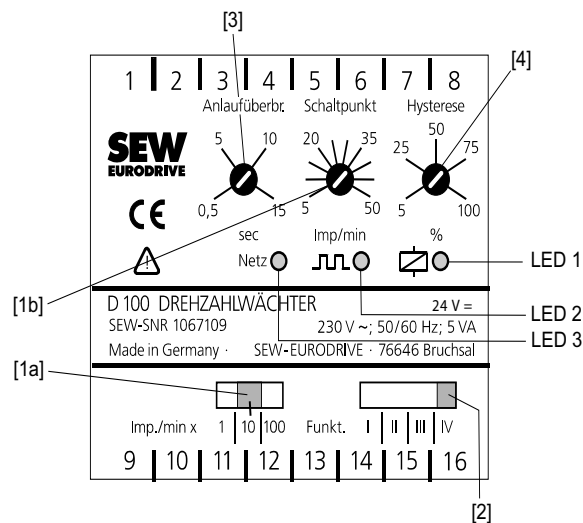 [3]
1 2 3 4 5 6 7 8
[4]
Anlaufüberbr. Schaltpunkt Hysterese
SEW
EURODRIVE
CE
5 10
0,5 15
20 35
5 50
50
25 75
5 100
sec Imp/min %
Netz
LED 1
LED 2
LED 3
[1b]
D 100 DREHZAHLWÄCHTER 24 V =
SEW-SNR 1067109 230 V ~; 50/60 Hz; 5 VA
Made in Germany · SEW-EURODRIVE · 76646 Bruchsal
[1a]
Imp./min x 1 10 100 Funkt. I II III IV
9 10 11 12 13 14 15 16
[2]